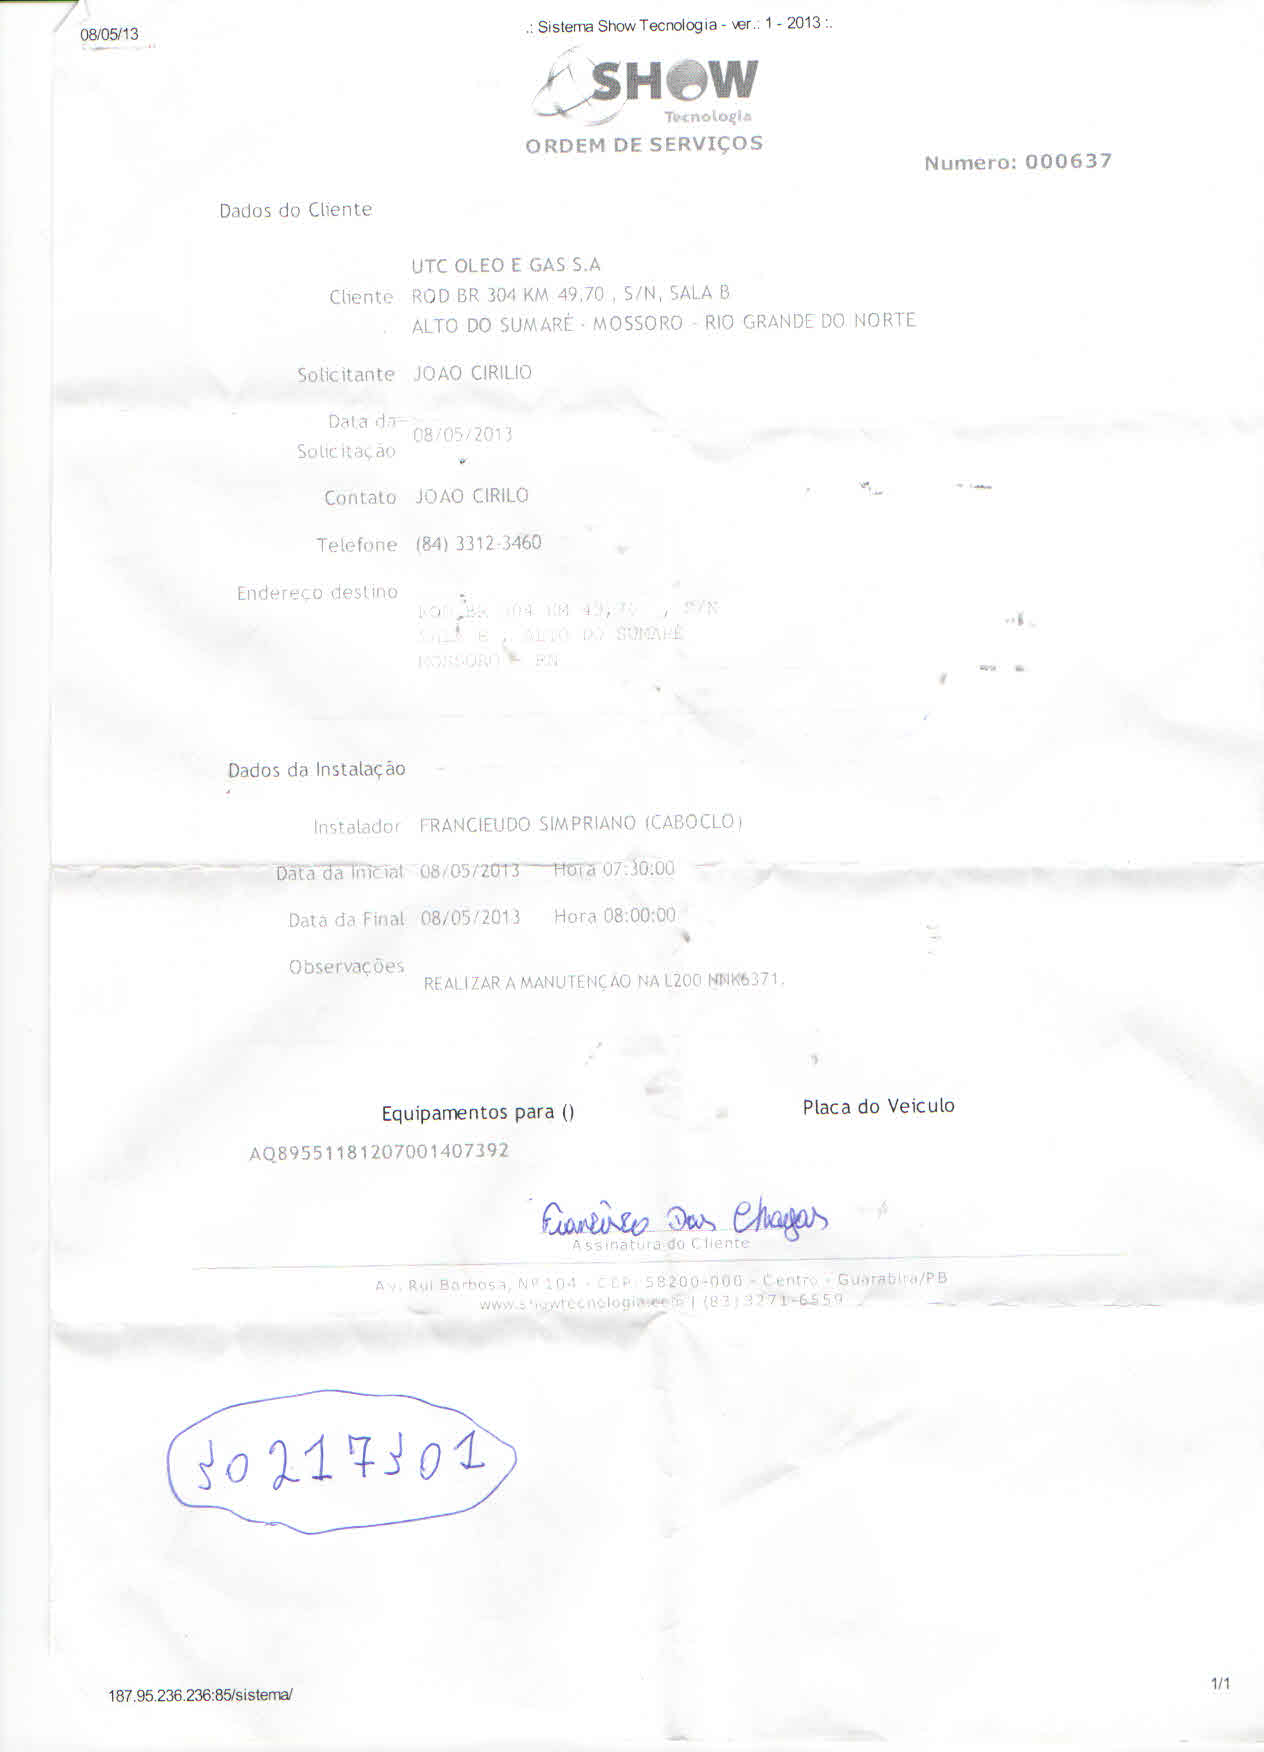 08/05/13
.: Sistema Show Tecnologia - ver.: 1 - 2013 :.
SHOW
Tecnologia
ORDEM DE SERVIÇOS
Numero: 000637
Dados do Cliente
UTC OLEO E GAS S.A
Cliente ROD BR 304 KM 49,70 , S/N, SALA B
ALTO DO SUMARÉ - MOSSORO - RIO GRANDE DO NORTE
Solicitante JOAO CIRILIO
Data da
Solicitação 08/05/2013
Contato JOAO CIRILO
Telefone (84) 3312-3460
Endereço destino
ROD BR 304 KM 49,70 , S/N
SALA B , ALTO DO SUMARÉ
MOSSORO - RN
Dados da Instalação
Instalador FRANCIEUDO SIMPRIANO (CABOCLO)
Data da Inicial 08/05/2013 Hora 07:30:00
Data da Final 08/05/2013 Hora 08:00:00
Observações
REALIZAR A MANUTENÇÃO NA L200 NNK6371.
Equipamentos para () Placa do Veiculo
AQ89551181207001407392
Francisco Das Chagas
Assinatura do Cliente
Av. Rui Barbosa, Nº 104 - CEP: 58200-000 - Centro - Guarabira/PB
www.showtecnologia.com | (83) 3271-6559
30217301
187.95.236.236:85/sistema/
1/1